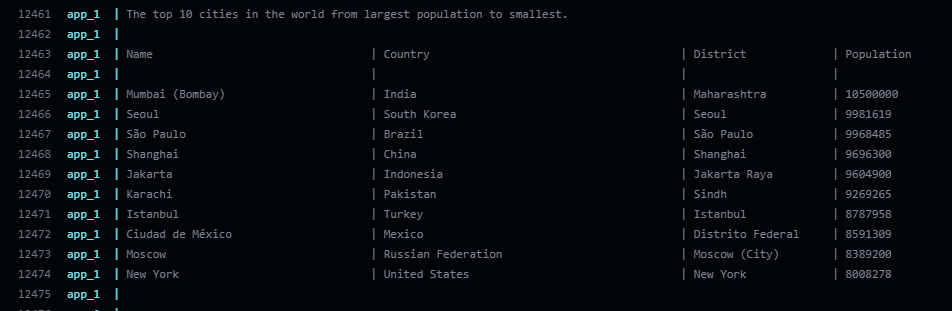 12461 app_1 | The top 10 cities in the world from largest population to smallest.
12462 app_1 |
12463 app_1 | Name | Country | District | Population
12464 app_1 | | | |
12465 app_1 | Mumbai (Bombay) | India | Maharashtra | 10500000
12466 app_1 | Seoul | South Korea | Seoul | 9981619
12467 app_1 | São Paulo | Brazil | São Paulo | 9968485
12468 app_1 | Shanghai | China | Shanghai | 9696300
12469 app_1 | Jakarta | Indonesia | Jakarta Raya | 9604900
12470 app_1 | Karachi | Pakistan | Sindh | 9269265
12471 app_1 | Istanbul | Turkey | Istanbul | 8787958
12472 app_1 | Ciudad de México | Mexico | Distrito Federal | 8591309
12473 app_1 | Moscow | Russian Federation | Moscow (City) | 8389200
12474 app_1 | New York | United States | New York | 8008278
12475 app_1 |